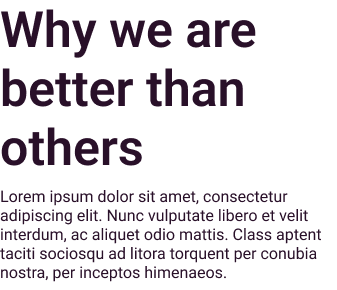 Why we are
better than
others
Lorem ipsum dolor sit amet, consectetur
adipiscing elit. Nunc vulputate libero et velit
interdum, ac aliquet odio mattis. Class aptent
taciti sociosqu ad litora torquent per conubia
nostra, per inceptos himenaeos.